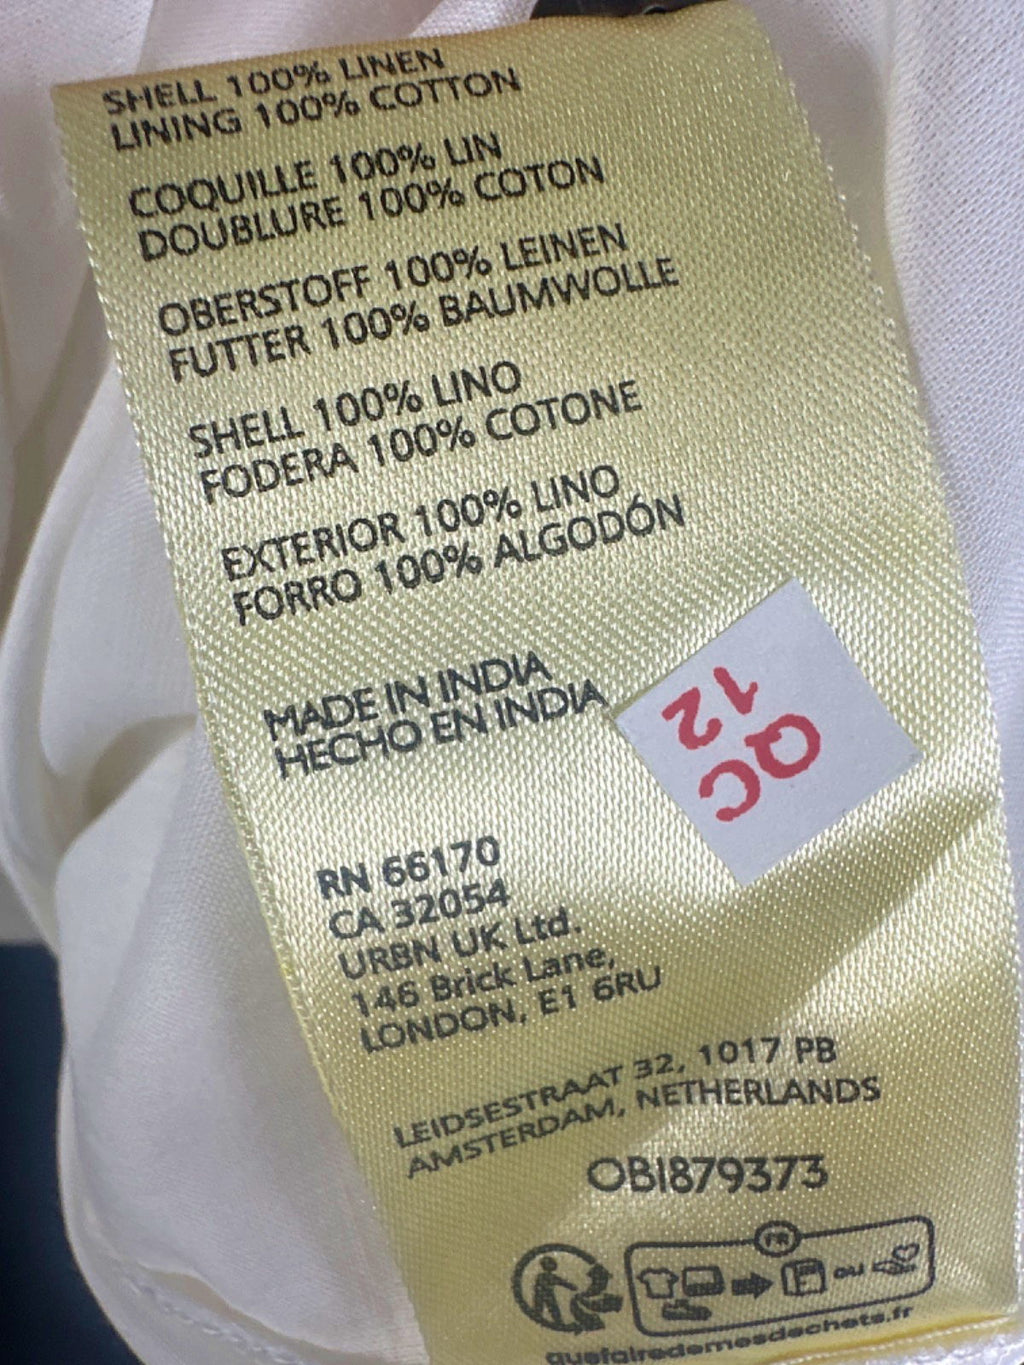 SHELL 100% LINEN
LINING 100% COTTON
COQUILLE 100% LIN
DOUBLURE 100% COTON
OBERSTOFF 100% LEINEN
FUTTER 100% BAUMWOLLE
SHELL 100% LINO
FODERA 100% COTONE
EXTERIOR 100% LINO
FORRO 100% ALGODÓN
MADE IN INDIA
HECHO EN INDIA
QC
12
RN 66170
CA 32054
URBN UK Ltd.
146 Brick Lane,
LONDON, E1 6RU
LEIDSESTRAAT 32, 1017 PB
AMSTERDAM, NETHERLANDS
OBI879373
FR
OU
quefairedemesdechets.fr